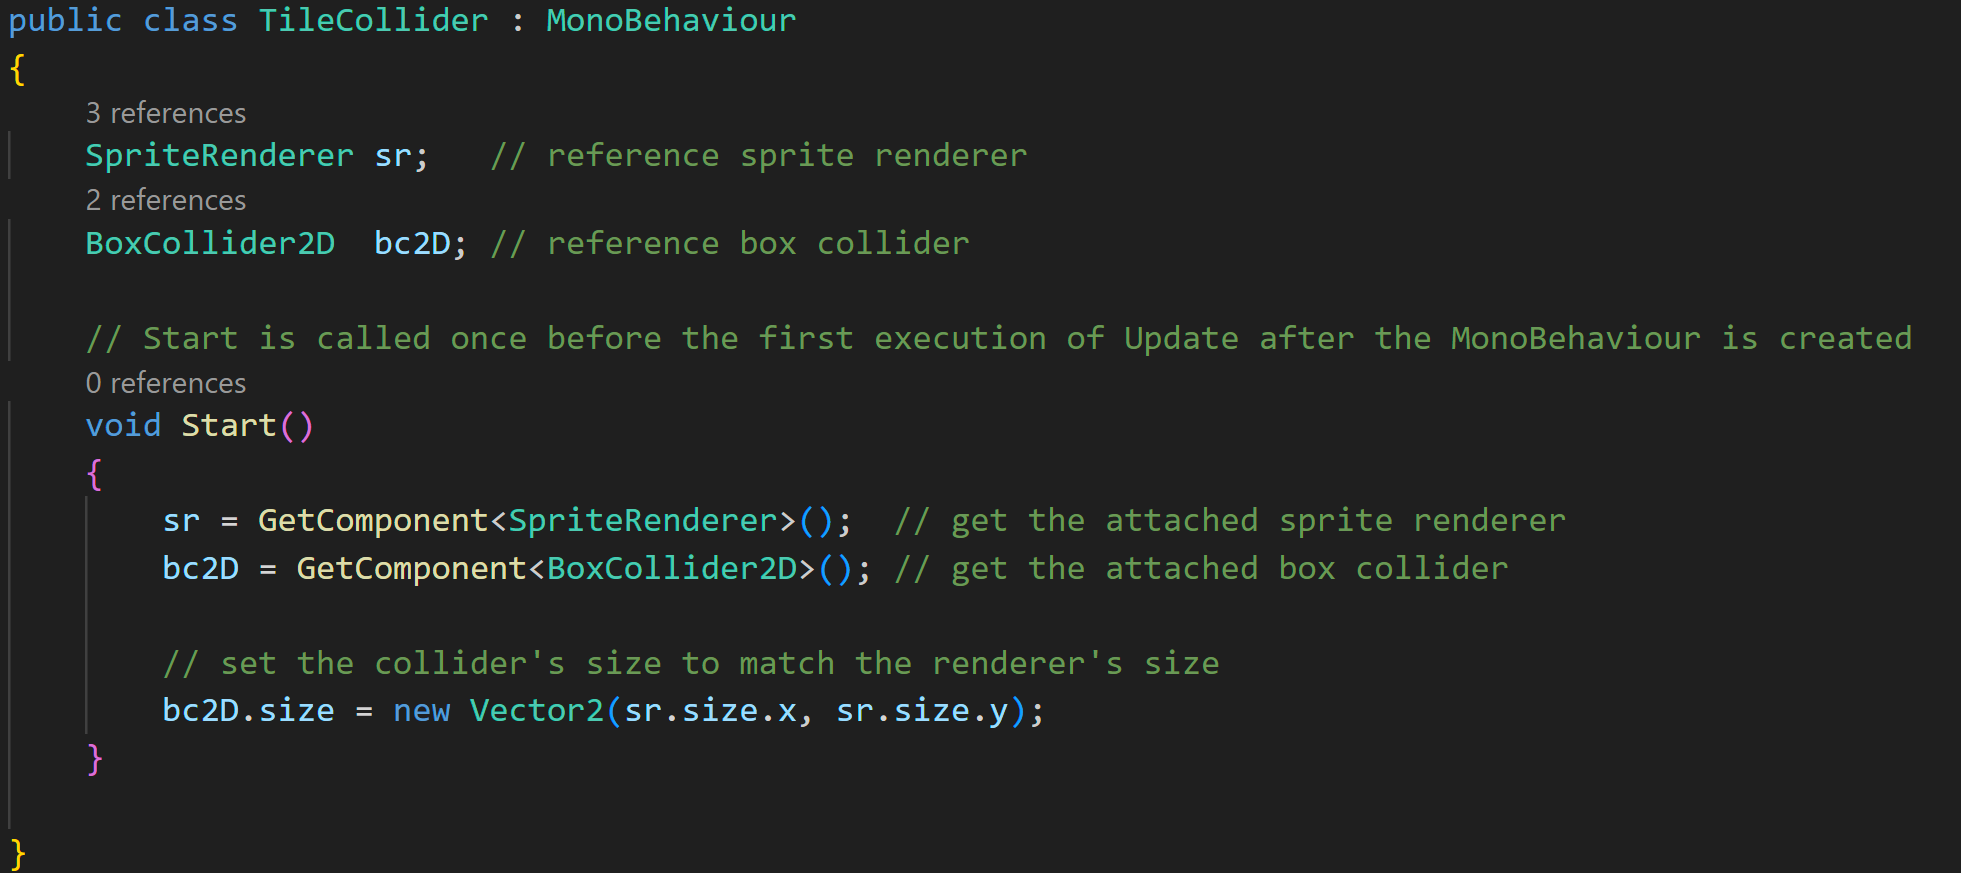 public class TileCollider : MonoBehaviour
{
3 references
SpriteRenderer sr;   // reference sprite renderer
2 references
BoxCollider2D  bc2D; // reference box collider
// Start is called once before the first execution of Update after the MonoBehaviour is created
0 references
void Start()
{
sr = GetComponent<SpriteRenderer>();  // get the attached sprite renderer
bc2D = GetComponent<BoxCollider2D>(); // get the attached box collider
// set the collider's size to match the renderer's size
bc2D.size = new Vector2(sr.size.x, sr.size.y);
}
}